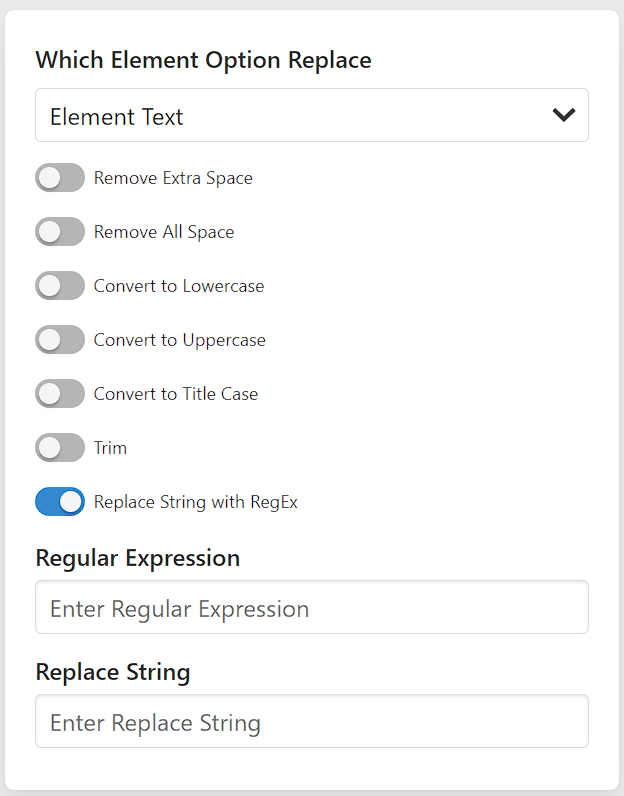 Which Element Option Replace
Element Text
Remove Extra Space
Remove All Space
Convert to Lowercase
Convert to Uppercase
Convert to Title Case
Trim
Replace String with RegEx
Regular Expression
Enter Regular Expression
Replace String
Enter Replace String